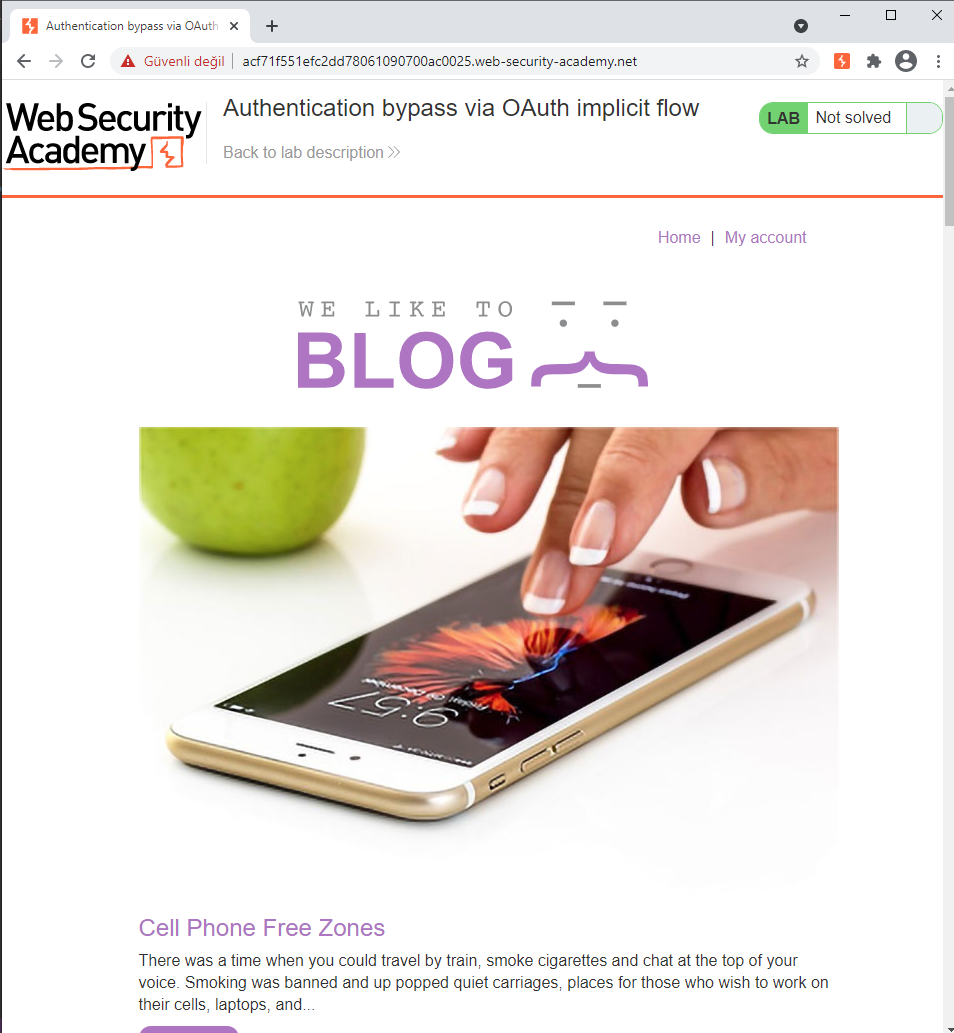 Authentication bypass via OAuth
Güvenli değil
acf71f551efc2dd78061090700ac0025.web-security-academy.net
Web Security
Academy
Authentication bypass via OAuth implicit flow
Back to lab description
LAB Not solved
Home | My account
WE LIKE TO
BLOG
9:57
Friday 09 December
Cell Phone Free Zones
There was a time when you could travel by train, smoke cigarettes and chat at the top of your
voice. Smoking was banned and up popped quiet carriages, places for those who wish to work on
their cells, laptops, and...